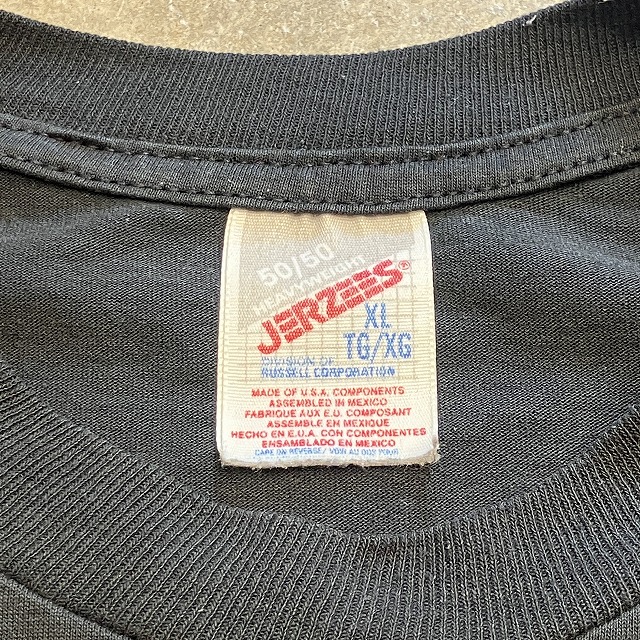 50/50
HEAVYWEIGHT
JERZEES®
XL
TG/XG
DIVISION OF
RUSSELL CORPORATION
MADE OF U.S.A. COMPONENTS
ASSEMBLED IN MEXICO
FABRIQUE AUX E.U. COMPOSANT
ASSEMBLE EN MEXIQUE
HECHO EN E.U.A. CON COMPONENTES
ENSAMBLADO EN MEXICO
CARE ON REVERSE/ VOIR AU DOS POUR